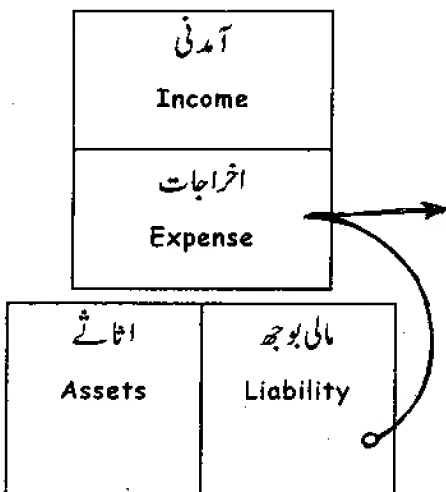 آمدنی
Income
اخراجات
Expense
اثاثے
Assets
مالی بوجھ
Liability